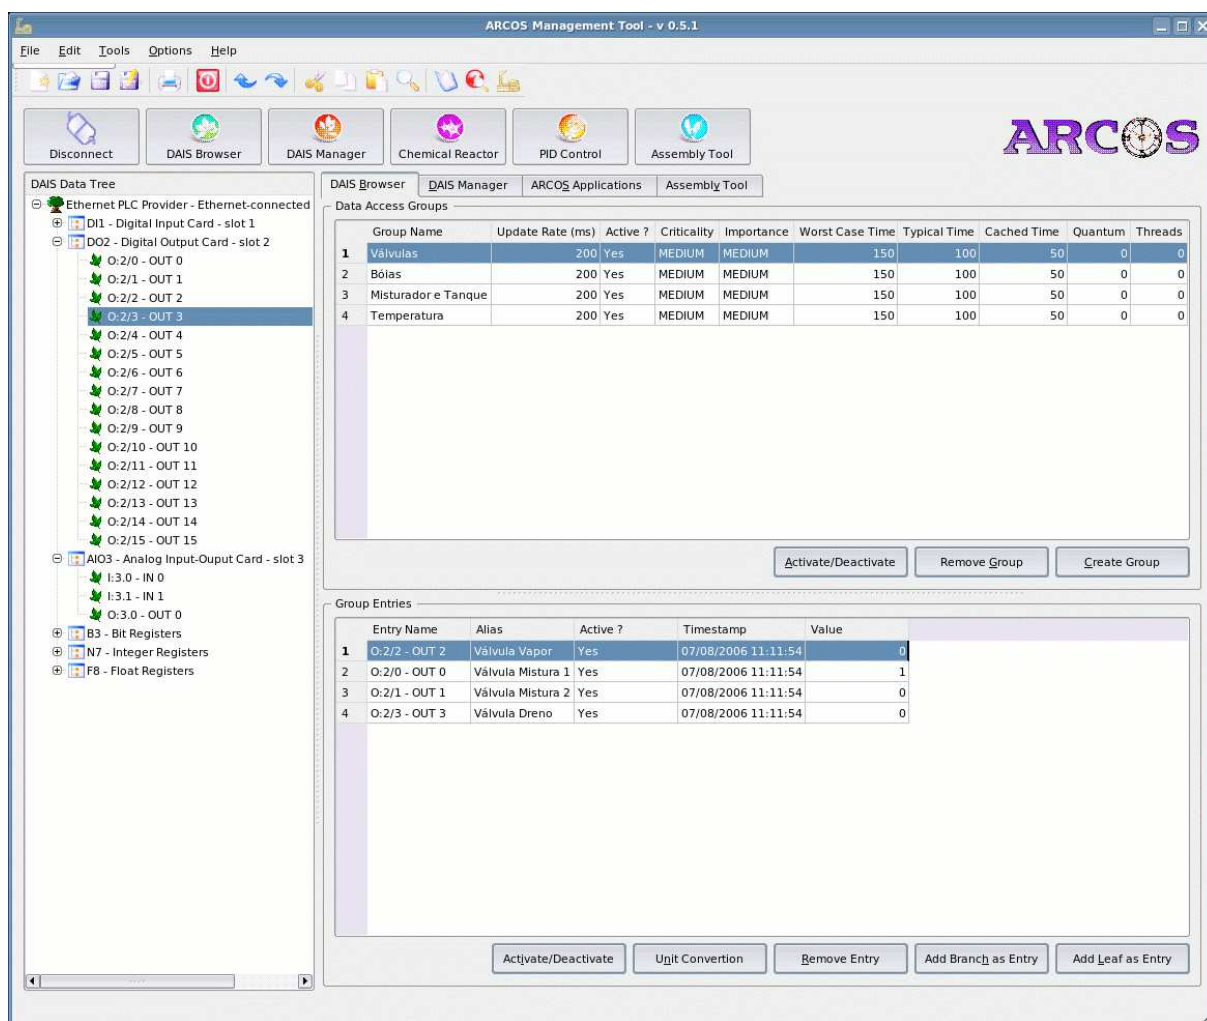 ARCOS Management Tool - v 0.5.1
File Edit Tools Options Help
Disconnect DAIS Browser DAIS Manager Chemical Reactor PID Control Assembly Tool
ARCOS
DAIS Data Tree
Ethernet PLC Provider - Ethernet-connected
DI1 - Digital Input Card - slot 1
DO2 - Digital Output Card - slot 2
O:2/0 - OUT 0
O:2/1 - OUT 1
O:2/2 - OUT 2
O:2/3 - OUT 3
O:2/4 - OUT 4
O:2/5 - OUT 5
O:2/6 - OUT 6
O:2/7 - OUT 7
O:2/8 - OUT 8
O:2/9 - OUT 9
O:2/10 - OUT 10
O:2/11 - OUT 11
O:2/12 - OUT 12
O:2/13 - OUT 13
O:2/14 - OUT 14
O:2/15 - OUT 15
AIO3 - Analog Input-Ouput Card - slot 3
I:3.0 - IN 0
I:3.1 - IN 1
O:3.0 - OUT 0
B3 - Bit Registers
N7 - Integer Registers
F8 - Float Registers
DAIS Browser DAIS Manager ARCOS Applications Assembly Tool
Data Access Groups
Group Name Update Rate (ms) Active ? Criticality Importance Worst Case Time Typical Time Cached Time Quantum Threads
1 Válvulas 200 Yes MEDIUM MEDIUM 150 100 50 0 0
2 Bóias 200 Yes MEDIUM MEDIUM 150 100 50 0 0
3 Misturador e Tanque 200 Yes MEDIUM MEDIUM 150 100 50 0 0
4 Temperatura 200 Yes MEDIUM MEDIUM 150 100 50 0 0
Activate/Deactivate Remove Group Create Group
Group Entries
Entry Name Alias Active ? Timestamp Value
1 O:2/2 - OUT 2 Válvula Vapor Yes 07/08/2006 11:11:54 0
2 O:2/0 - OUT 0 Válvula Mistura 1 Yes 07/08/2006 11:11:54 1
3 O:2/1 - OUT 1 Válvula Mistura 2 Yes 07/08/2006 11:11:54 0
4 O:2/3 - OUT 3 Válvula Dreno Yes 07/08/2006 11:11:54 0
Activate/Deactivate Unit Convertion Remove Entry Add Branch as Entry Add Leaf as Entry